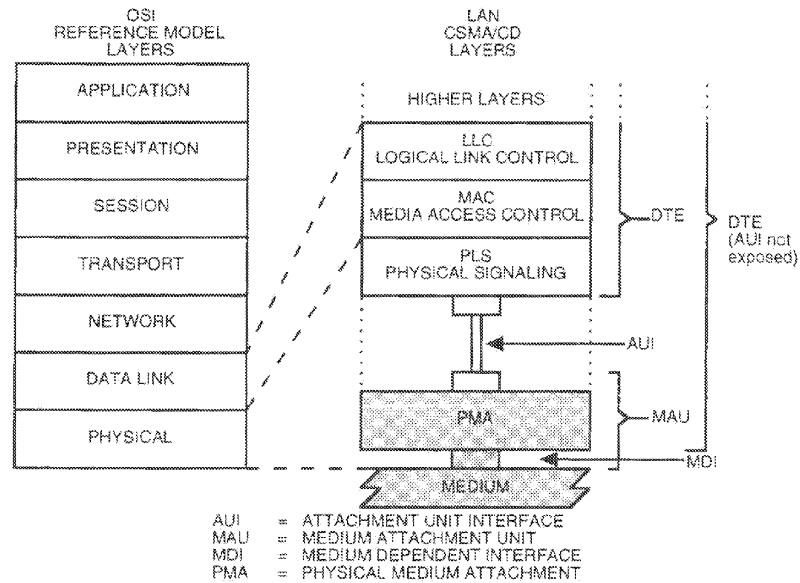 OSI
REFERENCE MODEL
LAYERS
APPLICATION
PRESENTATION
SESSION
TRANSPORT
NETWORK
DATA LINK
PHYSICAL
LAN
CSMA/CD
LAYERS
HIGHER LAYERS
LLC
LOGICAL LINK CONTROL
MAC
MEDIA ACCESS CONTROL
PLS
PHYSICAL SIGNALING
DTE
DTE
(AUI not
exposed)
AUI
PMA
MAU
MDI
MEDIUM
AUI = ATTACHMENT UNIT INTERFACE
MAU = MEDIUM ATTACHMENT UNIT
MDI = MEDIUM DEPENDENT INTERFACE
PMA = PHYSICAL MEDIUM ATTACHMENT